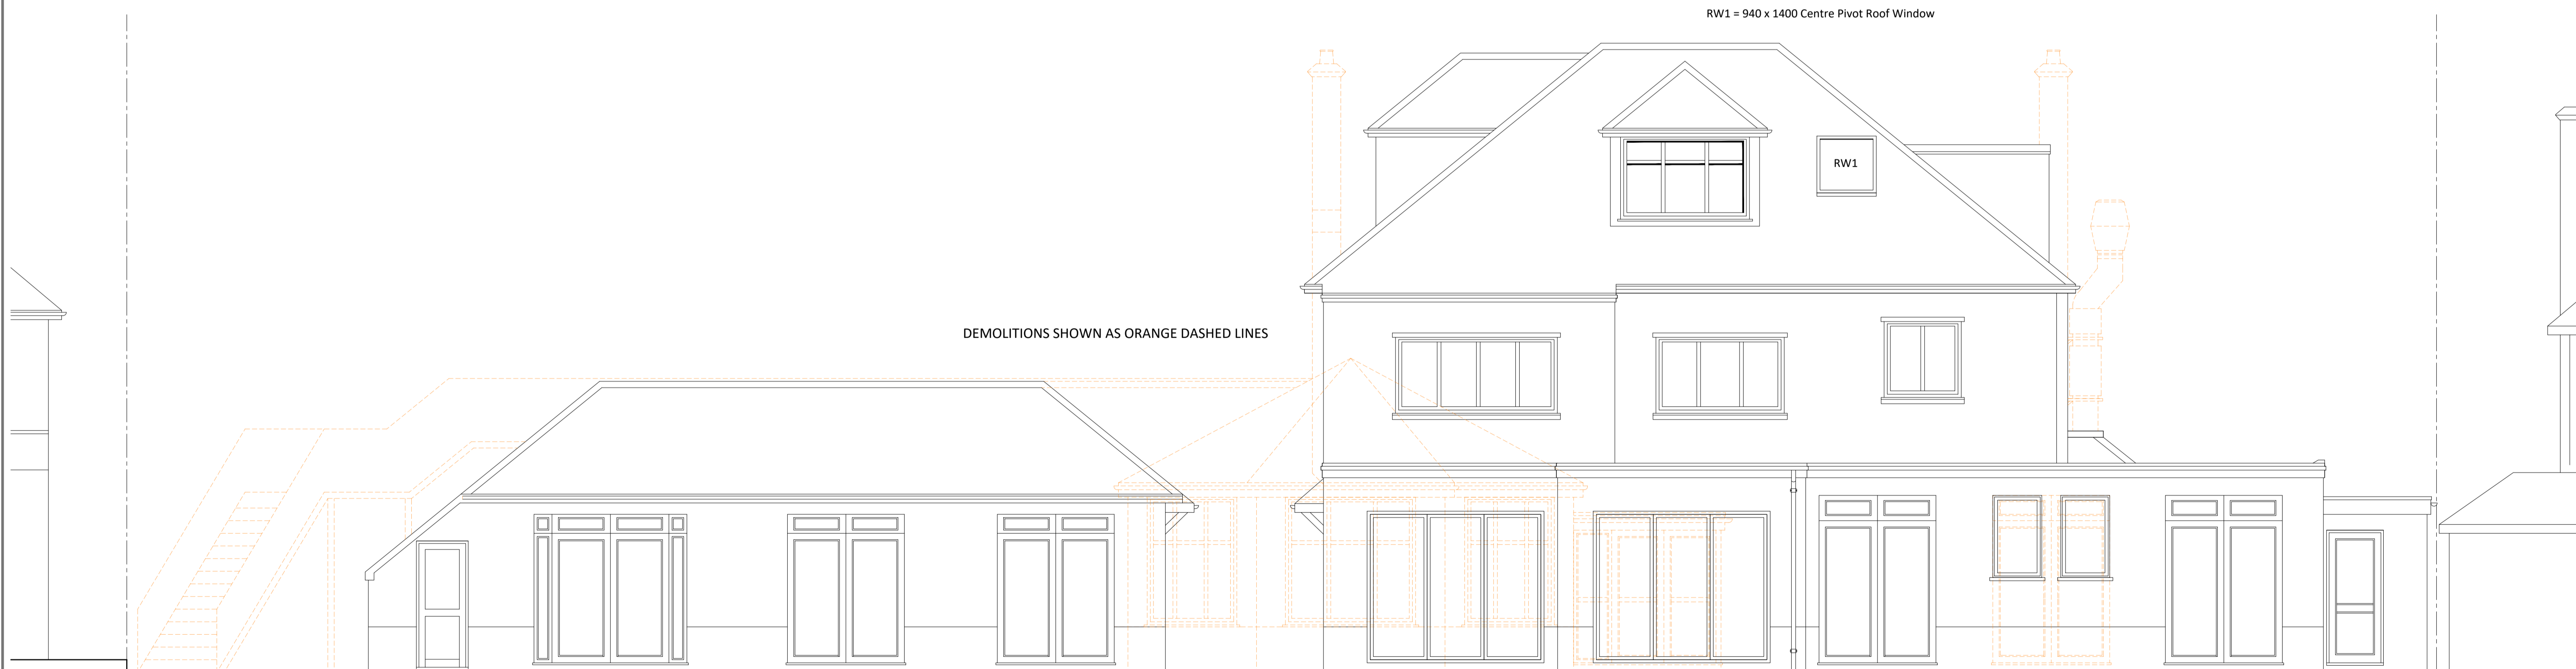 RW1 = 940 x 1400 Centre Pivot Roof Window
RW1
DEMOLITIONS SHOWN AS ORANGE DASHED LINES